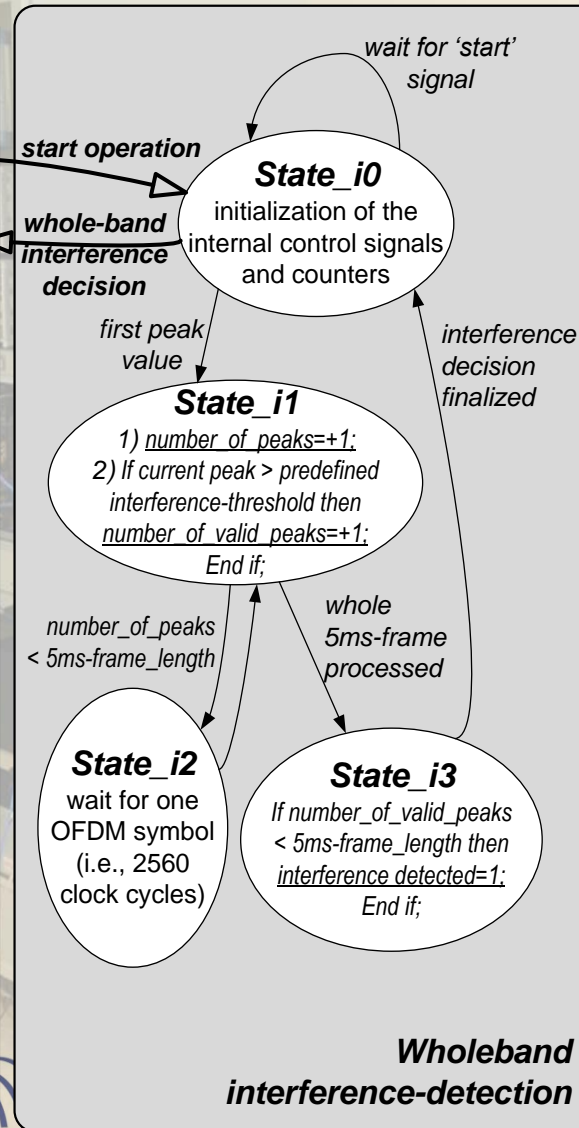 wait for ‘start’
signal
start operation
State_i0
initialization of the
internal control signals
and counters
whole-band
interference
decision
first peak
value
interference
decision
finalized
State_i1
1) number_of_peaks=+1;
2) If current peak > predefined
interference-threshold then
number_of_valid_peaks=+1;
End if;
number_of_peaks
< 5ms-frame_length
whole
5ms-frame
processed
State_i2
wait for one
OFDM symbol
(i.e., 2560
clock cycles)
State_i3
If number_of_valid_peaks
< 5ms-frame_length then
interference detected=1;
End if;
Wholeband
interference-detection